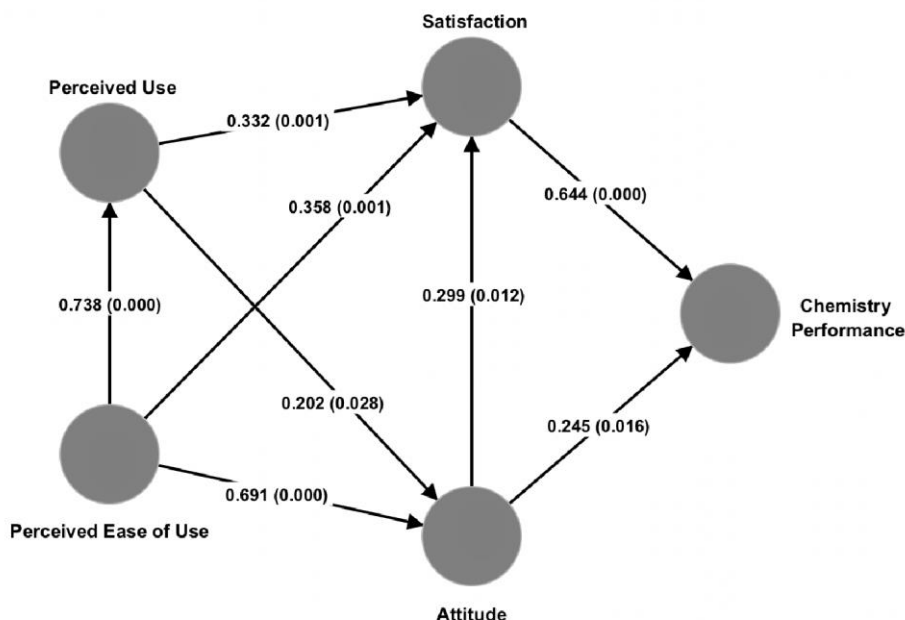 Satisfaction
Perceived Use
0.332 (0.001)
0.358 (0.001)
0.644 (0.000)
0.738 (0.000)
0.299 (0.012)
Chemistry
Performance
0.202 (0.028)
0.245 (0.016)
0.691 (0.000)
Perceived Ease of Use
Attitude